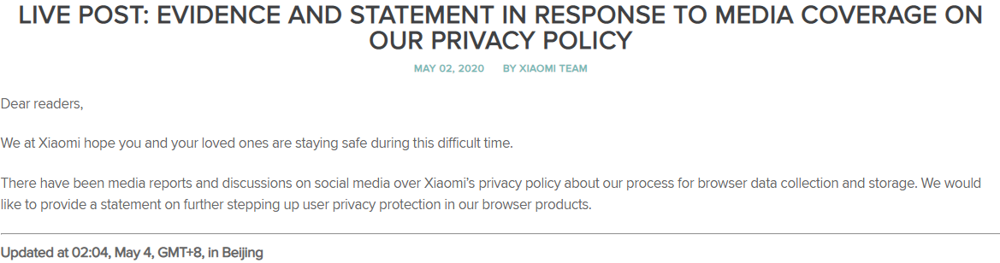 LIVE POST: EVIDENCE AND STATEMENT IN RESPONSE TO MEDIA COVERAGE ON
OUR PRIVACY POLICY
MAY 02, 2020 BY XIAOMI TEAM
Dear readers,
We at Xiaomi hope you and your loved ones are staying safe during this difficult time.
There have been media reports and discussions on social media over Xiaomi’s privacy policy about our process for browser data collection and storage. We would
like to provide a statement on further stepping up user privacy protection in our browser products.
Updated at 02:04, May 4, GMT+8, in Beijing